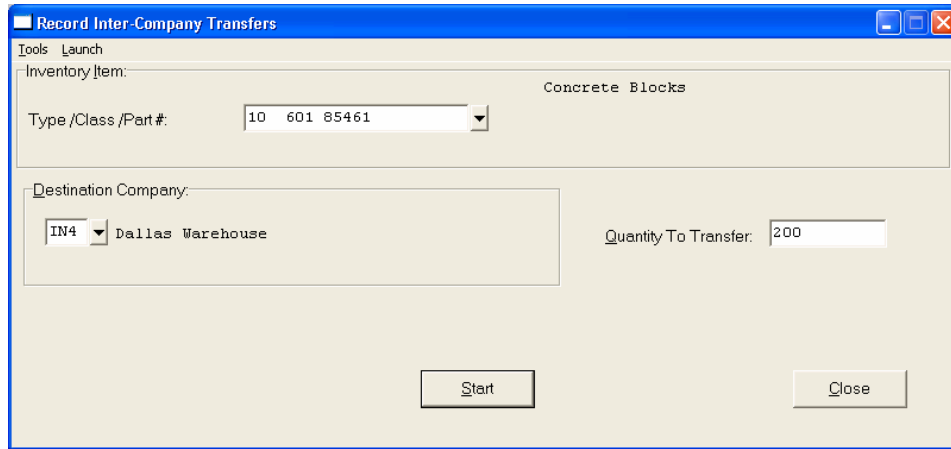 Record Inter-Company Transfers
Tools Launch
Inventory Item:
Concrete Blocks
Type /Class /Part #: 10 601 85461
Destination Company:
IN4 Dallas Warehouse
Quantity To Transfer: 200
Start Close